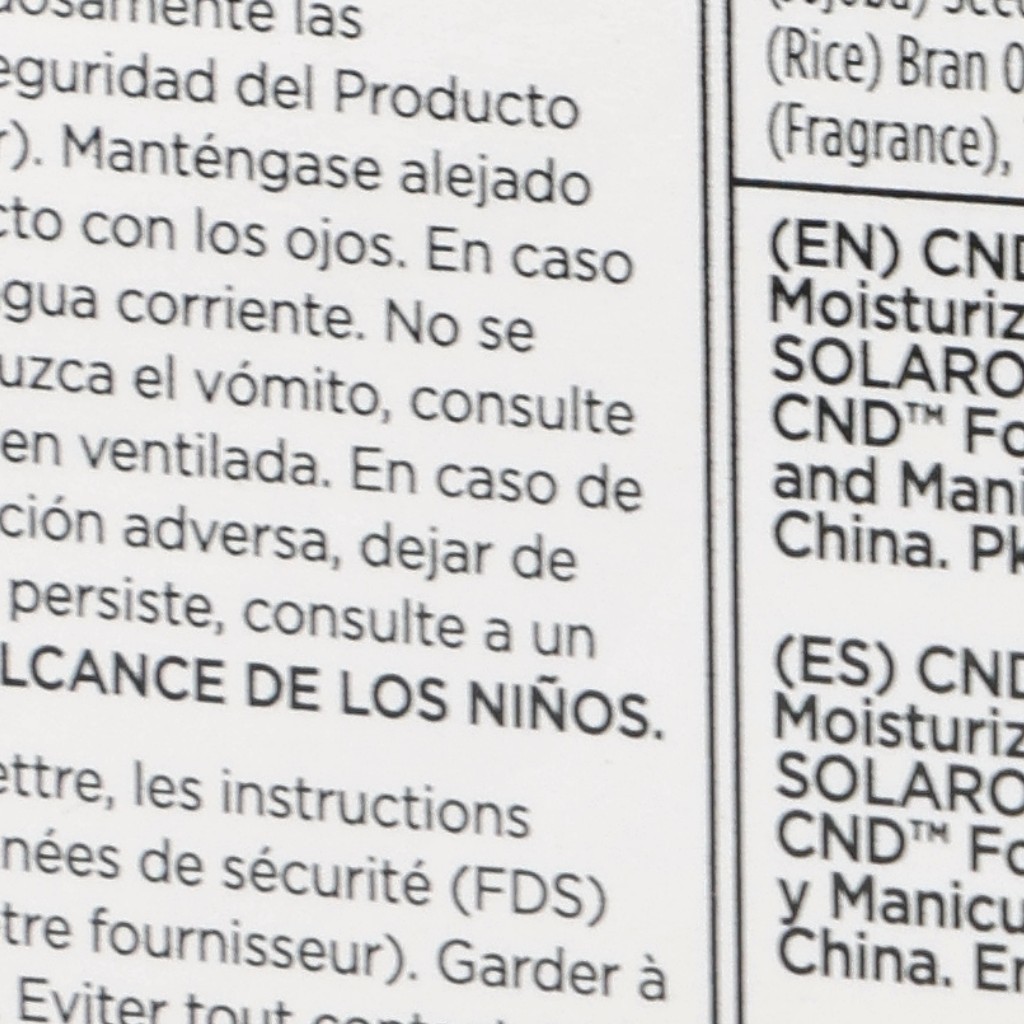 las
Seguridad del Producto
r). Manténgase alejado
cto con los ojos. En caso
gua corriente. No se
uzca el vómito, consulte
en ventilada. En caso de
ción adversa, dejar de
persiste, consulte a un
LCANCE DE LOS NIÑOS.
ettre, les instructions
nées de sécurité (FDS)
tre fournisseur). Garder à
Eviter tout
(Rice) Bran O
(Fragrance),
(EN) CND
Moisturiz
SOLARO
CND™ Fo
and Mani
China. Pk
(ES) CND
Moisturiz
SOLARO
CND™ Fo
y Manicu
China. En